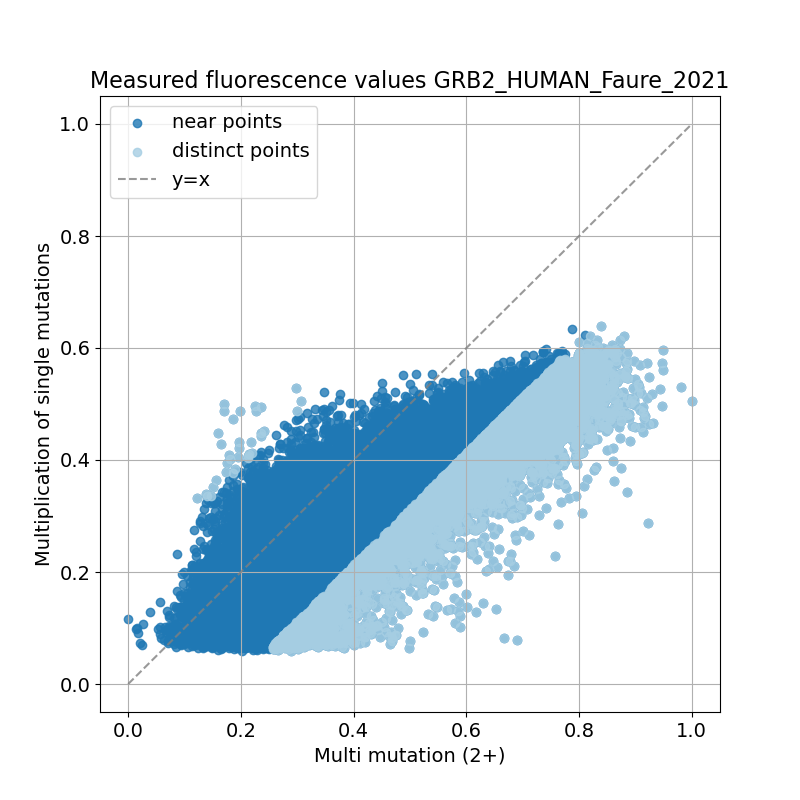 Measured fluorescence values GRB2_HUMAN_Faure_2021
near points
distinct points
y=x
Multiplication of single mutations
1.0
0.8
0.6
0.4
0.2
0.0
0.0 0.2 0.4 0.6 0.8 1.0
Multi mutation (2+)